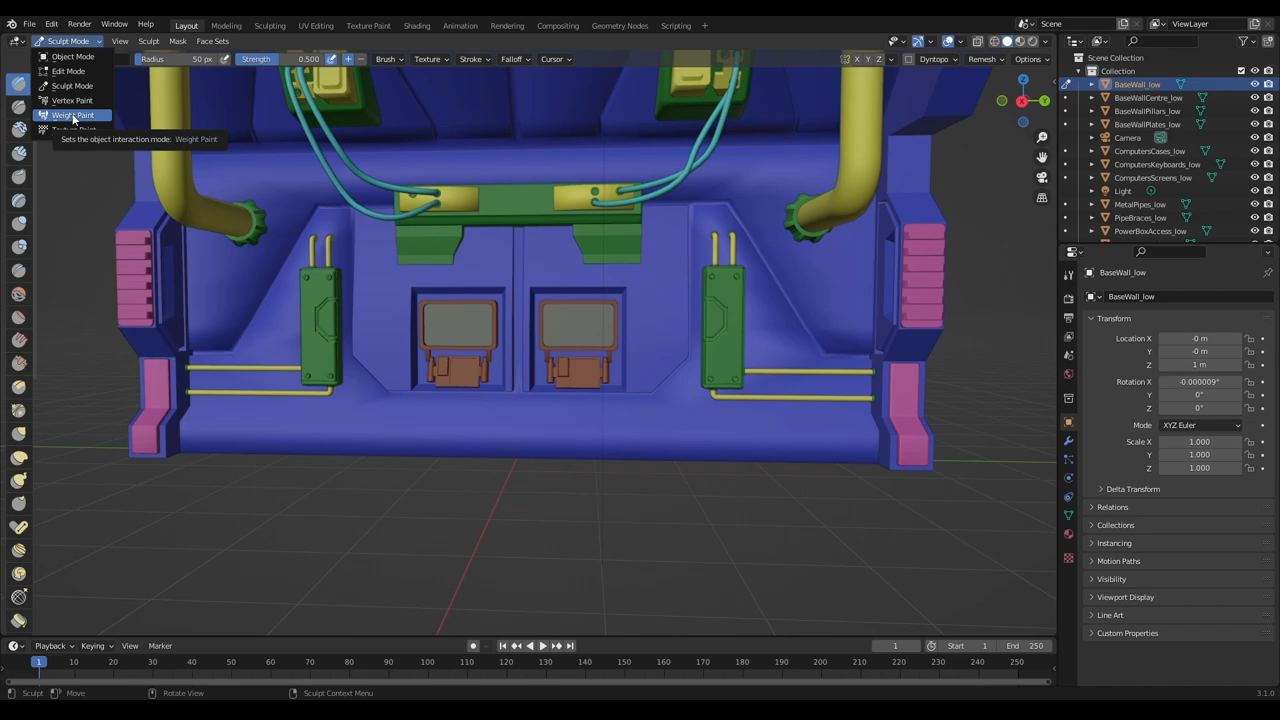 File Edit Render Window Help Layout Modeling Sculpting UV Editing Texture Paint Shading Animation Rendering Compositing Geometry Nodes Scripting + Scene ViewLayer
Sculpt Mode View Sculpt Mask Face Sets
Radius 50 px Strength 0.500 Brush Texture Stroke Falloff Cursor X Y Z Dyntopo Remesh Options
Object Mode
Edit Mode
Sculpt Mode
Vertex Paint
Weight Paint
Texture Paint
Sets the object interaction mode: Weight Paint
Scene Collection
Collection
BaseWall_low
BaseWallCentre_low
BaseWallPillars_low
BaseWallPlates_low
Camera
ComputersCases_low
ComputersKeyboards_low
ComputersScreens_low
Light
MetalPipes_low
PipeBraces_low
PowerBoxAccess_low
BaseWall_low
BaseWall_low
Transform
Location X -0 m
Y -0 m
Z 1 m
Rotation X -0.000009°
Y 0°
Z 0°
Mode XYZ Euler
Scale X 1.000
Y 1.000
Z 1.000
Delta Transform
Relations
Collections
Instancing
Motion Paths
Visibility
Viewport Display
Line Art
Custom Properties
Playback Keying View Marker 1 Start 1 End 250
1 10 20 30 40 50 60 70 80 90 100 110 120 130 140 150 160 170 180 190 200 210 220 230 240 250
Sculpt Move Rotate View Sculpt Context Menu 3.1.0